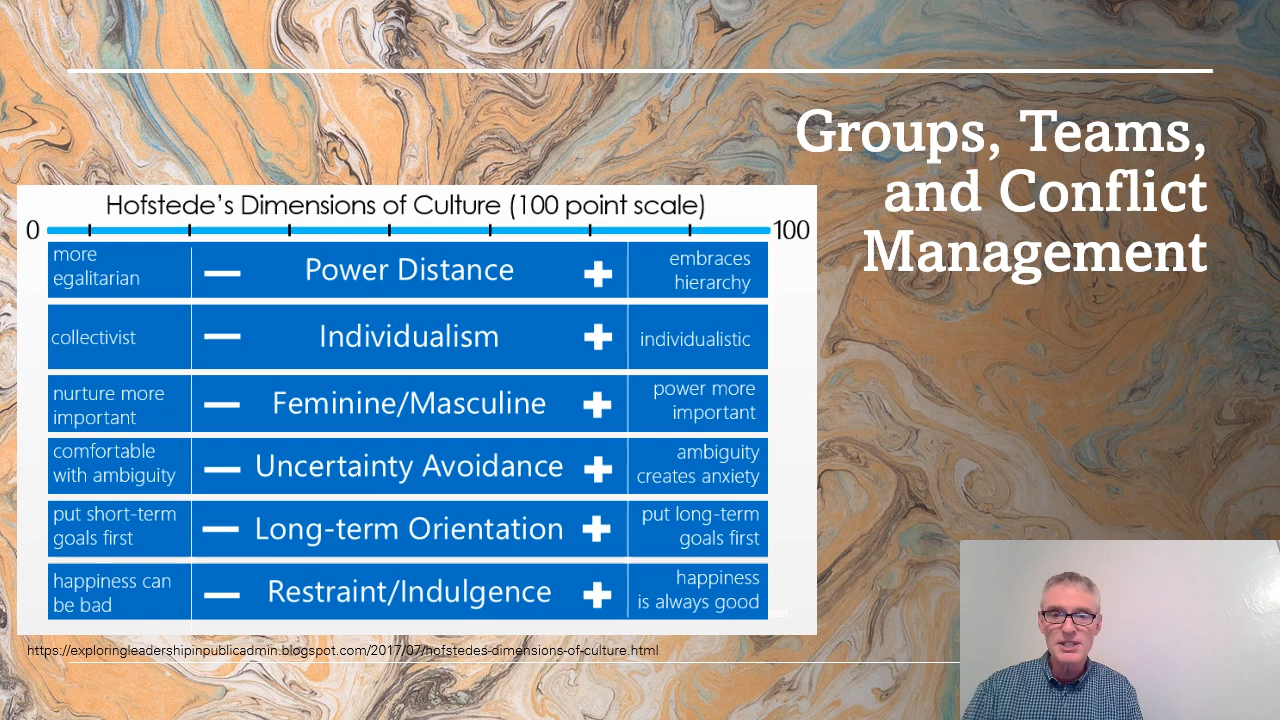 Groups, Teams,
and Conflict
Management
Hofstede's Dimensions of Culture (100 point scale)
0
100
more
egalitarian
Power Distance
embraces
hierarchy
collectivist
Individualism
individualistic
nurture more
important
Feminine/Masculine
power more
important
comfortable
with ambiguity
Uncertainty Avoidance
ambiguity
creates anxiety
put short-term
goals first
Long-term Orientation
put long-term
goals first
happiness can
be bad
Restraint/Indulgence
happiness
is always good
https://exploringleadershipinpublicadmin.blogspot.com/2017/07/hofstedes-dimensions-of-culture.html